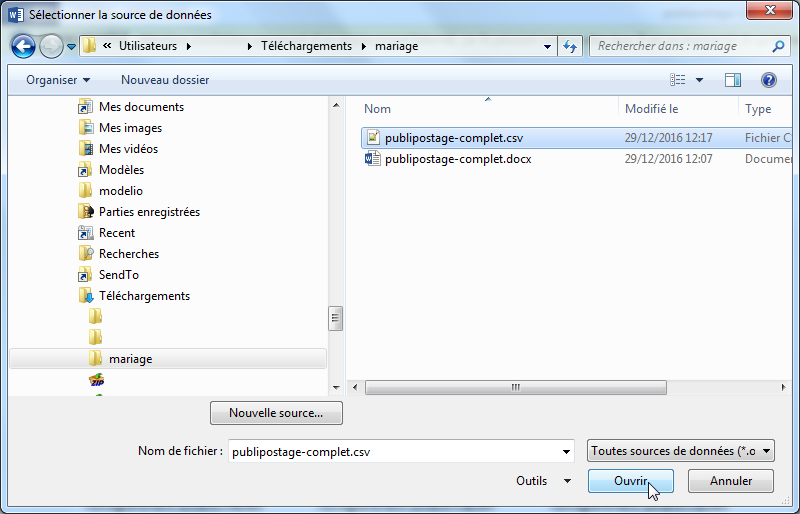 Sélectionner la source de données
« Utilisateurs Téléchargements mariage
Rechercher dans : mariage
Organiser Nouveau dossier
Mes documents
Mes images
Mes vidéos
Modèles
modelio
Parties enregistrées
Recent
Recherches
SendTo
Téléchargements
mariage
Nom Modifié le Type
publipostage-complet.csv 29/12/2016 12:17 Fichier C
publipostage-complet.docx 29/12/2016 12:07 Documen
Nouvelle source...
Nom de fichier : publipostage-complet.csv Toutes sources de données (*.o
Outils Ouvrir Annuler